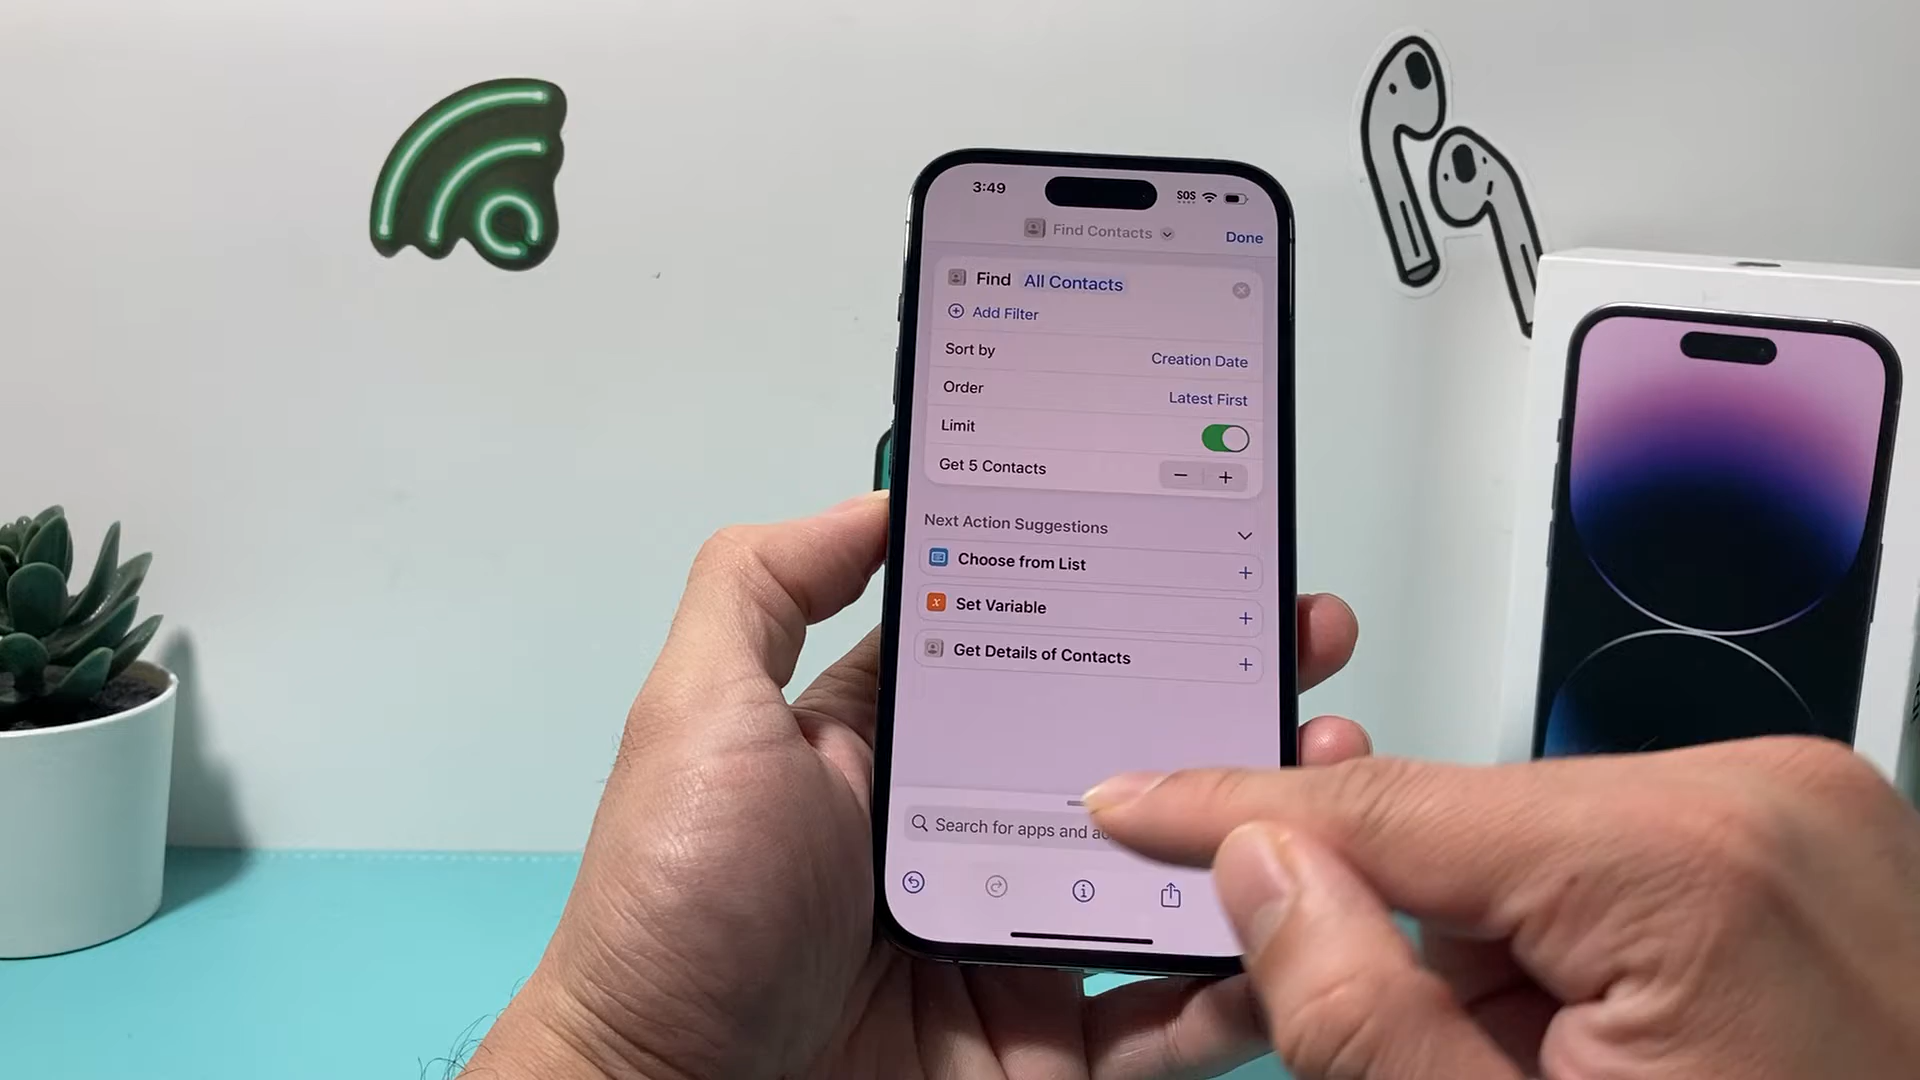 3:49
SOS
Find Contacts
Done
Find All Contacts
Add Filter
Sort by
Creation Date
Order
Latest First
Limit
Get 5 Contacts
Next Action Suggestions
Choose from List
x Set Variable
Get Details of Contacts
Search for apps and